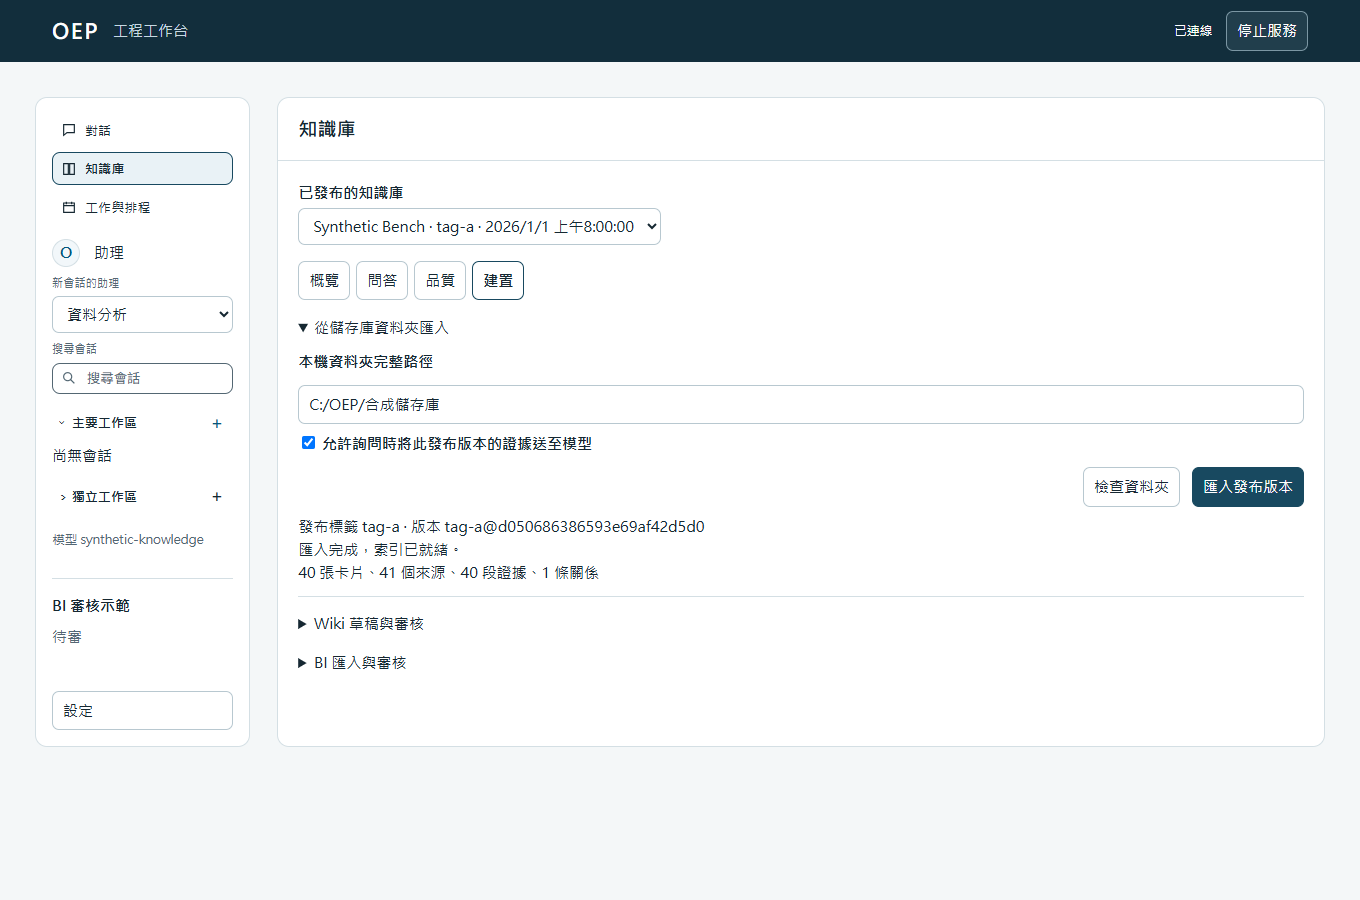 OEP 工程工作台
已連線
停止服務
對話
知識庫
工作與排程
O 助理
新會話的助理
資料分析
搜尋會話
搜尋會話
主要工作區 +
尚無會話
獨立工作區 +
模型 synthetic-knowledge
BI 審核示範
待審
設定
知識庫
已發布的知識庫
Synthetic Bench · tag-a · 2026/1/1 上午8:00:00
概覽 問答 品質 建置
▼ 從儲存庫資料夾匯入
本機資料夾完整路徑
C:/OEP/合成儲存庫
允許詢問時將此發布版本的證據送至模型
檢查資料夾 匯入發布版本
發布標籤 tag-a · 版本 tag-a@d050686386593e69af42d5d0
匯入完成，索引已就緒。
40 張卡片、41 個來源、40 段證據、1 條關係
▶ Wiki 草稿與審核
▶ BI 匯入與審核